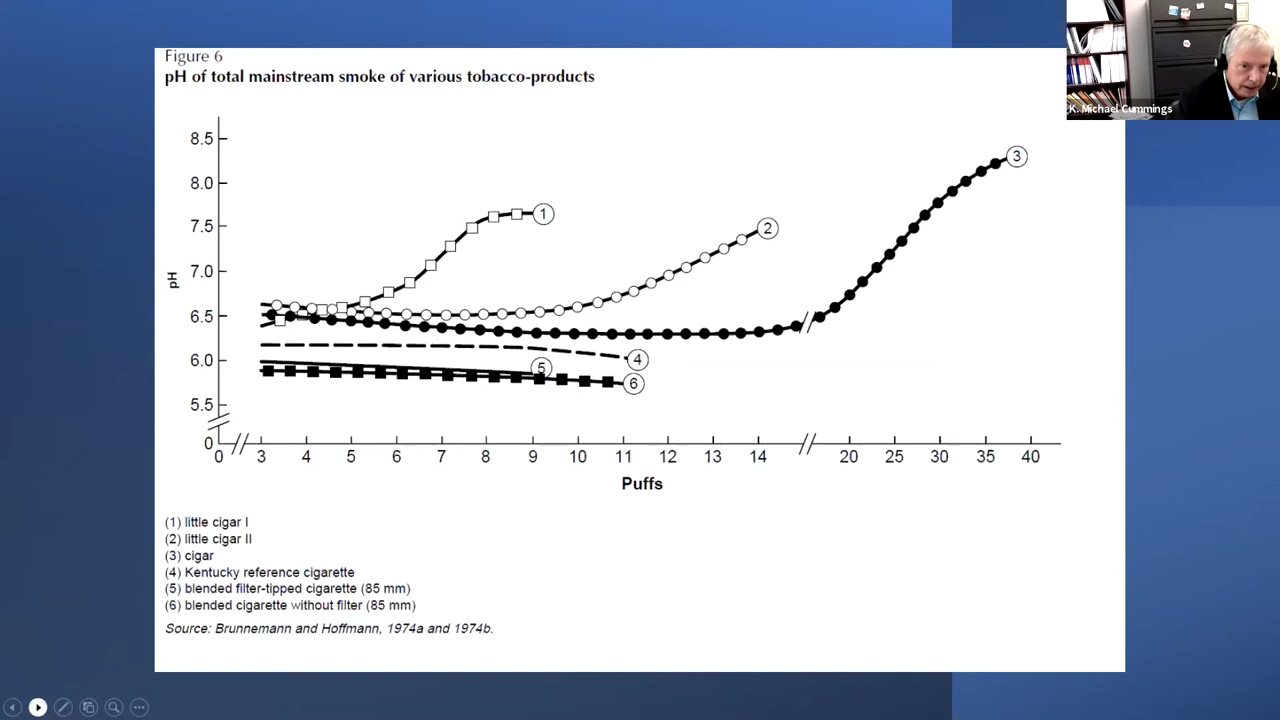 Figure 6
pH of total mainstream smoke of various tobacco-products
K. Michael Cummings
8.5
8.0
7.5
7.0
6.5
6.0
5.5
0
pH
1
2
3
4
5
6
0 3 4 5 6 7 8 9 10 11 12 13 14 20 25 30 35 40
Puffs
(1) little cigar I
(2) little cigar II
(3) cigar
(4) Kentucky reference cigarette
(5) blended filter-tipped cigarette (85 mm)
(6) blended cigarette without filter (85 mm)
Source: Brunnemann and Hoffmann, 1974a and 1974b.